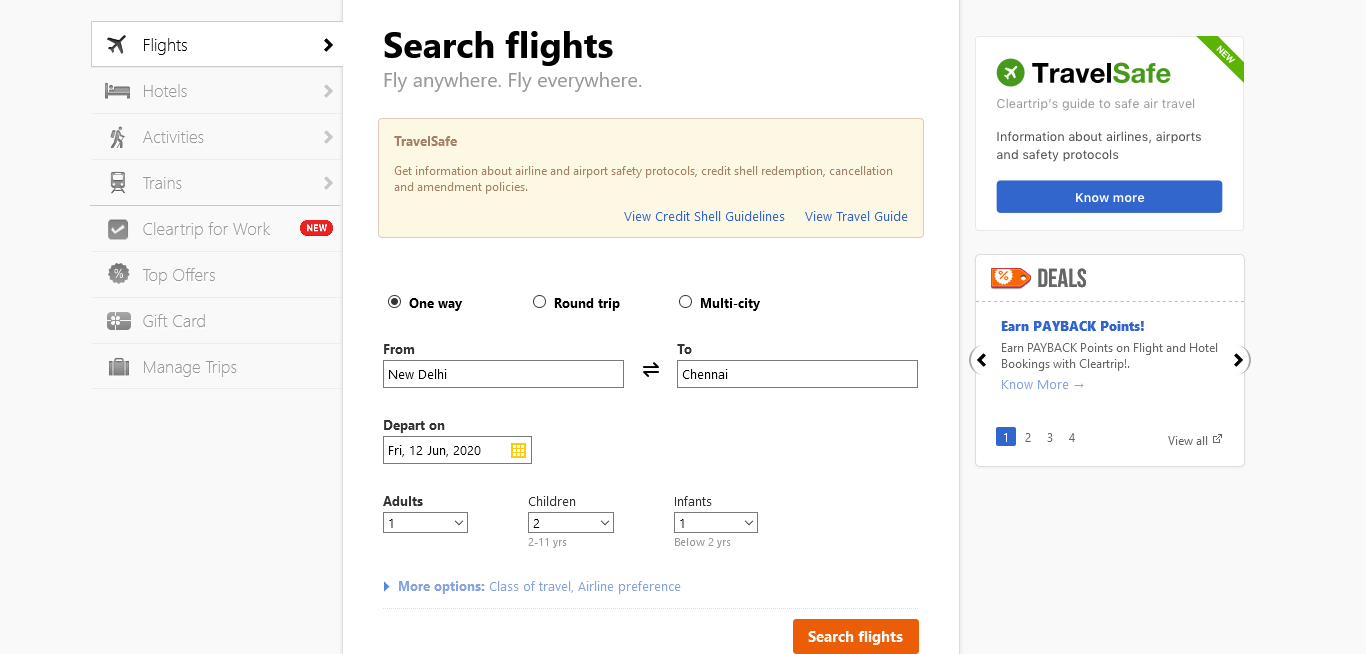 Flights
Hotels
Activities
Trains
Cleartrip for Work NEW
Top Offers
Gift Card
Manage Trips
Search flights
Fly anywhere. Fly everywhere.
TravelSafe
Get information about airline and airport safety protocols, credit shell redemption, cancellation
and amendment policies.
View Credit Shell Guidelines View Travel Guide
One way Round trip Multi-city
From To
New Delhi Chennai
Depart on
Fri, 12 Jun, 2020
Adults Children Infants
1 2 1
2-11 yrs Below 2 yrs
More options: Class of travel, Airline preference
Search flights
NEW
TravelSafe
Cleartrip's guide to safe air travel
Information about airlines, airports
and safety protocols
Know more
% DEALS
Earn PAYBACK Points!
Earn PAYBACK Points on Flight and Hotel
Bookings with Cleartrip!.
Know More →
1 2 3 4 View all